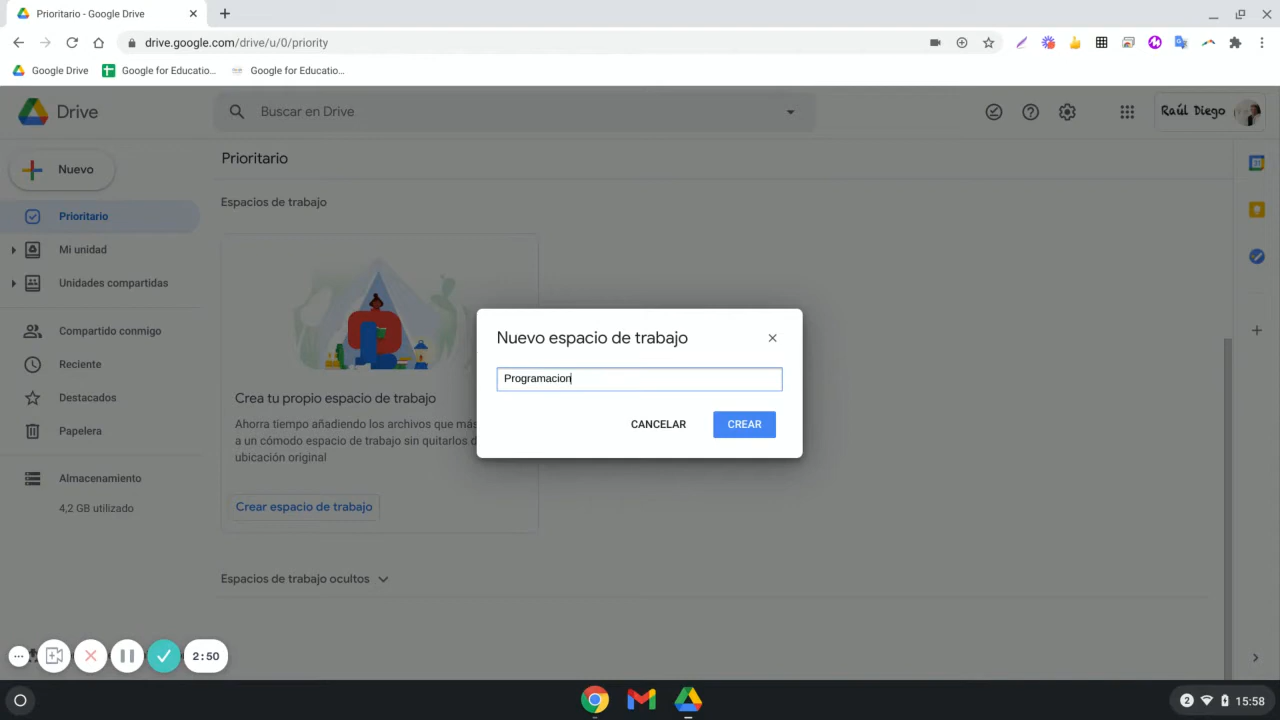 Prioritario - Google Drive
drive.google.com/drive/u/0/priority
Google Drive
Google for Educatio...
Google for Educatio...
Drive
Buscar en Drive
Raúl Diego
Nuevo
Prioritario
Prioritario
Espacios de trabajo
Mi unidad
Unidades compartidas
Compartido conmigo
Reciente
Destacados
Papelera
Almacenamiento
4,2 GB utilizado
Crea tu propio espacio de trabajo
Ahorra tiempo añadiendo los archivos que más
a un cómodo espacio de trabajo sin quitarlos d
ubicación original
Crear espacio de trabajo
Nuevo espacio de trabajo
Programacion
CANCELAR
CREAR
Espacios de trabajo ocultos
2:50
2
15:58